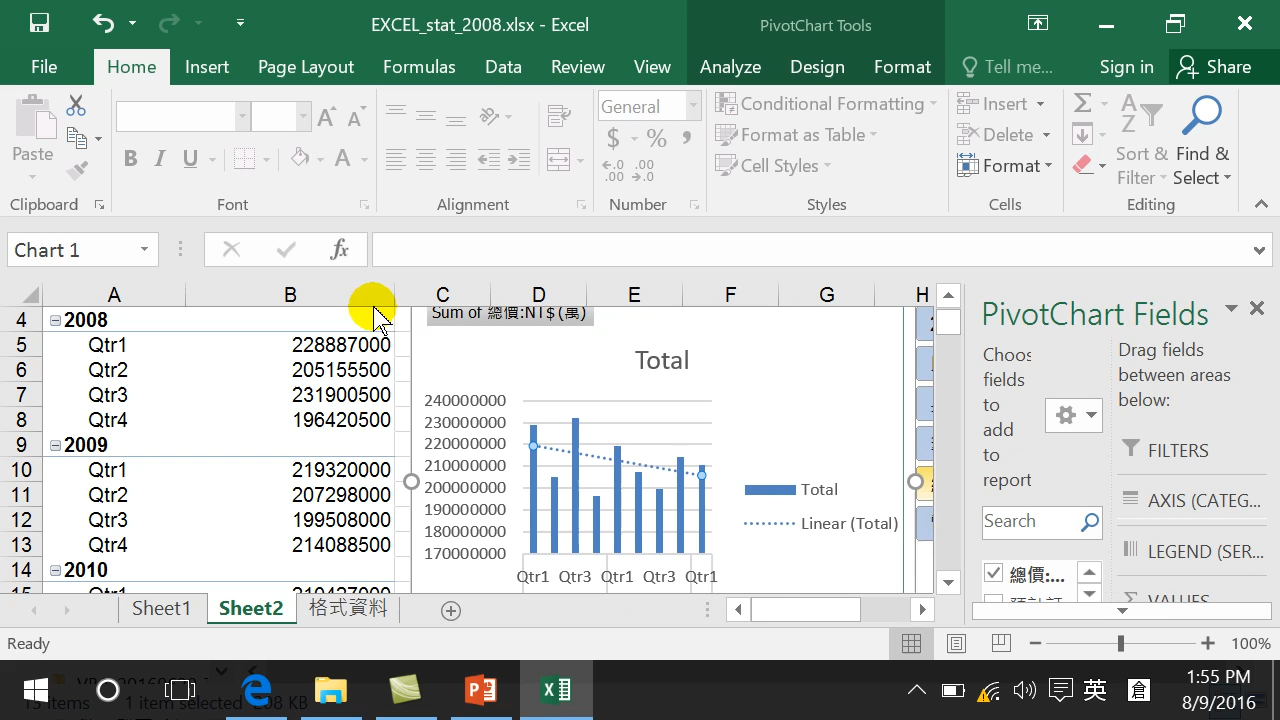 EXCEL_stat_2008.xlsx - Excel
PivotChart Tools
File Home Insert Page Layout Formulas Data Review View Analyze Design Format Tell me... Sign in Share
Paste
Clipboard
B I U A
Font
Alignment
General
$ % ,
Number
Conditional Formatting
Format as Table
Cell Styles
Styles
Insert
Delete
Format
Cells
Sort & Filter
Find & Select
Editing
Chart 1
fx
A B C D E F G H
4 2008
5 Qtr1 228887000
6 Qtr2 205155500
7 Qtr3 231900500
8 Qtr4 196420500
9 2009
10 Qtr1 219320000
11 Qtr2 207298000
12 Qtr3 199508000
13 Qtr4 214088500
14 2010
Sum of 總價:NT$(萬)
Total
240000000
230000000
220000000
210000000
200000000
190000000
180000000
170000000
Qtr1 Qtr3 Qtr1 Qtr3 Qtr1
Total
Linear (Total)
PivotChart Fields
Choos
fields
to
add
to
report
Search
總價:...
Drag fields
between areas
below:
FILTERS
AXIS (CATEG...
LEGEND (SER...
VALUES
Sheet1 Sheet2 格式資料
Ready
100%
1 item selected
英
倉
1:55 PM
8/9/2016